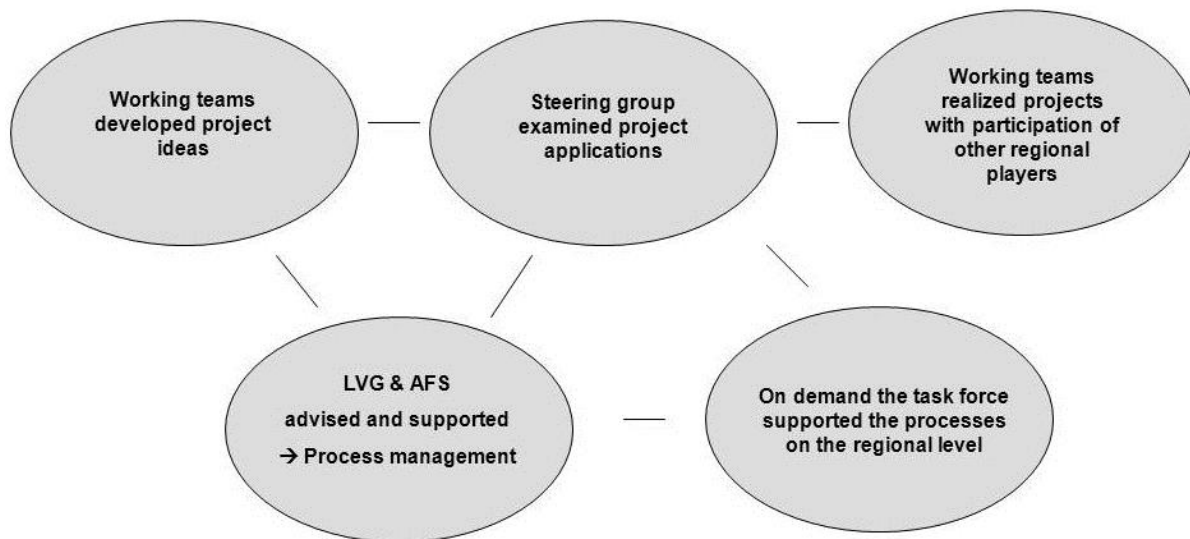 Working teams
developed project
ideas
Steering group
examined project
applications
Working teams
realized projects
with participation of
other regional
players
LVG & AFS
advised and supported
→ Process management
On demand the task force
supported the processes
on the regional level